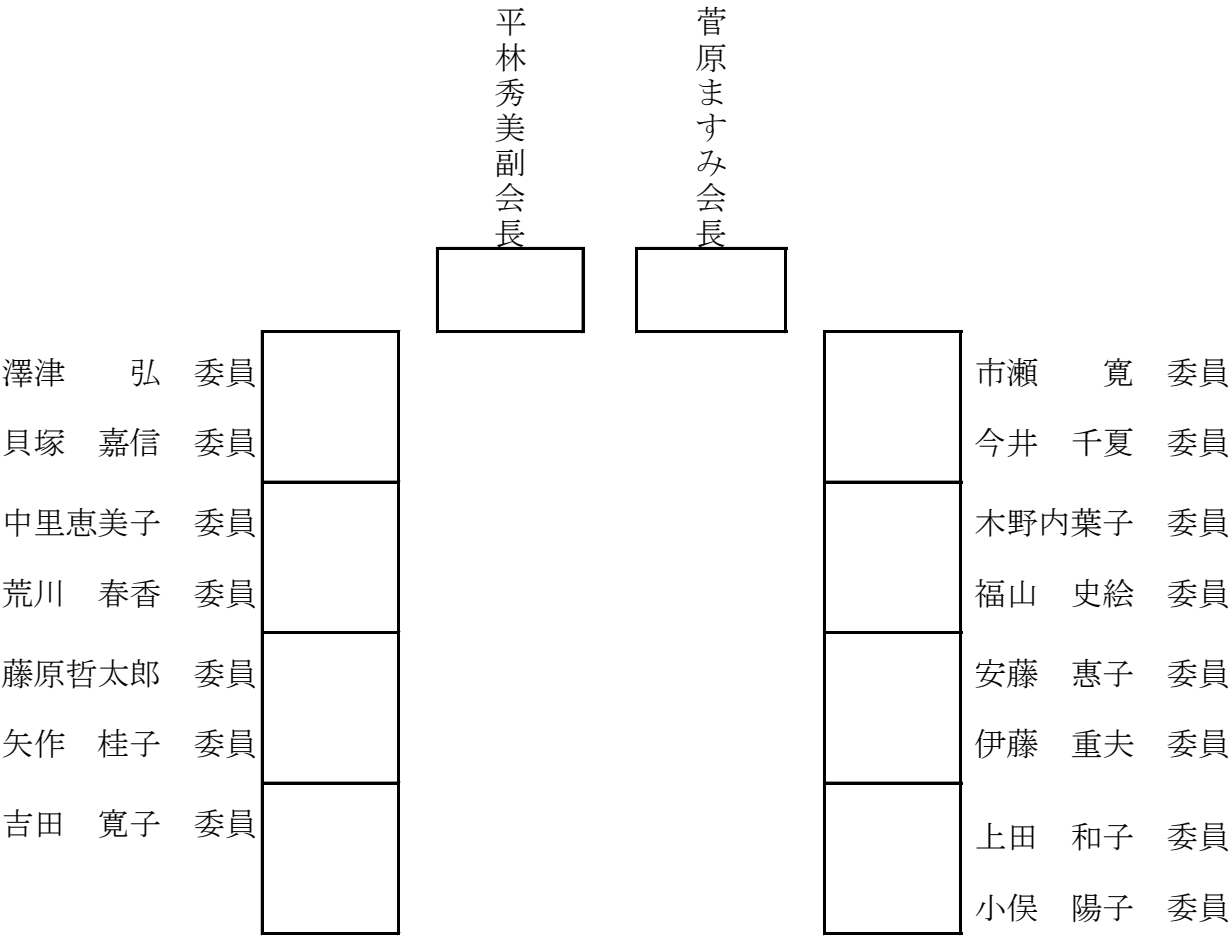 菅原ますみ会長
平林秀美副会長
澤津　　弘　委員
貝塚　嘉信　委員
中里恵美子　委員
荒川　春香　委員
藤原哲太郎　委員
矢作　桂子　委員
吉田　寛子　委員
市瀬　　寛　委員
今井　千夏　委員
木野内葉子　委員
福山　史絵　委員
安藤　惠子　委員
伊藤　重夫　委員
上田　和子　委員
小俣　陽子　委員